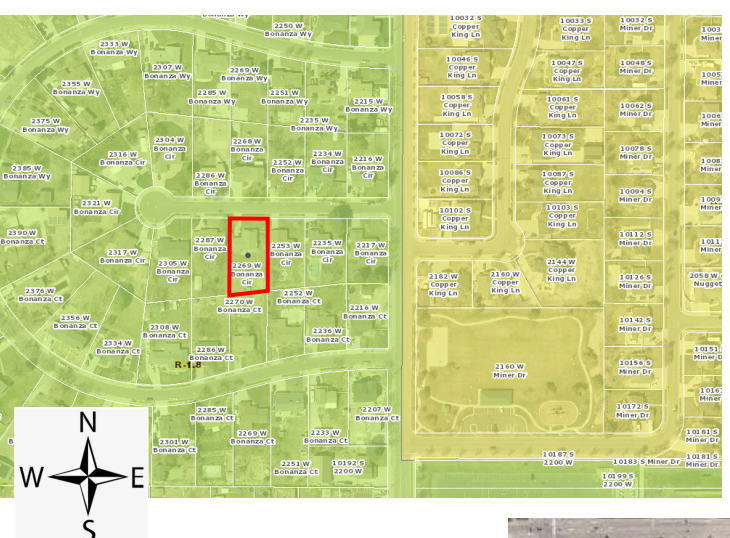 2250 W
Bonanza Wy
2333 W
Bonanza Wy
2307 W
Bonanza Wy
2269 W
Bonanza Wy
2355 W
Bonanza Wy
2285 W
Bonanza Wy
2251 W
Bonanza Wy
2215 W
Bonanza Wy
2375 W
Bonanza Wy
2235 W
Bonanza Wy
2304 W
Bonanza
Cir
2268 W
Bonanza
Cir
2316 W
Bonanza Cir
2252 W
Bonanza
Cir
2234 W
Bonanza
Cir
2216 W
Bonanza
Cir
2385 W
Bonanza Wy
2286 W
Bonanza
Cir
2321 W
Bonanza Cir
2390 W
Bonanza Ct
2317 W
Bonanza Cir
2305 W
Bonanza
Cir
2287 W
Bonanza
Cir
2269 W
Bonanza
Cir
2253 W
Bonanza
Cir
2235 W
Bonanza
Cir
2217 W
Bonanza
Cir
2376 W
Bonanza Ct
2270 W
Bonanza Ct
2252 W
Bonanza Ct
2216 W
Bonanza Ct
2356 W
Bonanza Ct
2308 W
Bonanza Ct
2236 W
Bonanza Ct
2334 W
Bonanza Ct
2286 W
Bonanza Ct
R-1.8
2285 W
Bonanza Ct
2207 W
Bonanza Ct
2301 W
Bonanza Ct
2269 W
Bonanza Ct
2233 W
Bonanza Ct
2251 W
Bonanza Ct
10192 S
2200 W
10032 S
Copper
King Ln
10033 S
Copper
King Ln
10032 S
Miner Dr
10046 S
Copper
King Ln
10047 S
Copper
King Ln
10048 S
Miner Dr
10058 S
Copper
King Ln
10061 S
Copper
King Ln
10062 S
Miner Dr
10072 S
Copper
King Ln
10073 S
Copper
King Ln
10078 S
Miner Dr
10086 S
Copper
King Ln
10087 S
Copper
King Ln
10094 S
Miner Dr
10102 S
Copper
King Ln
10103 S
Copper
King Ln
10112 S
Miner Dr
2182 W
Copper
King Ln
2160 W
Copper
King Ln
2144 W
Copper
King Ln
10126 S
Miner Dr
2058 W
Nugget
10142 S
Miner Dr
2160 W
Miner Dr
10156 S
Miner Dr
10172 S
Miner Dr
10181 S
Miner Dr
10187 S
2200 W
10183 S Miner Dr
10181 S
Miner Dr
10199 S
2200 W
N
W
E
S